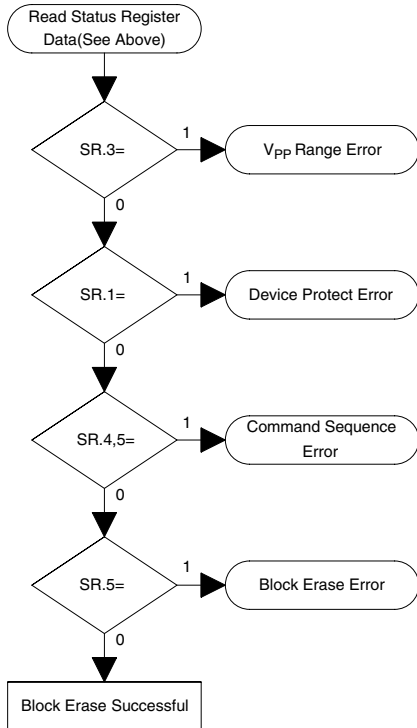 Read Status Register
Data(See Above)
SR.3=
1
VPP Range Error
0
SR.1=
1
Device Protect Error
0
SR.4,5=
1
Command Sequence
Error
0
SR.5=
1
Block Erase Error
0
Block Erase Successful